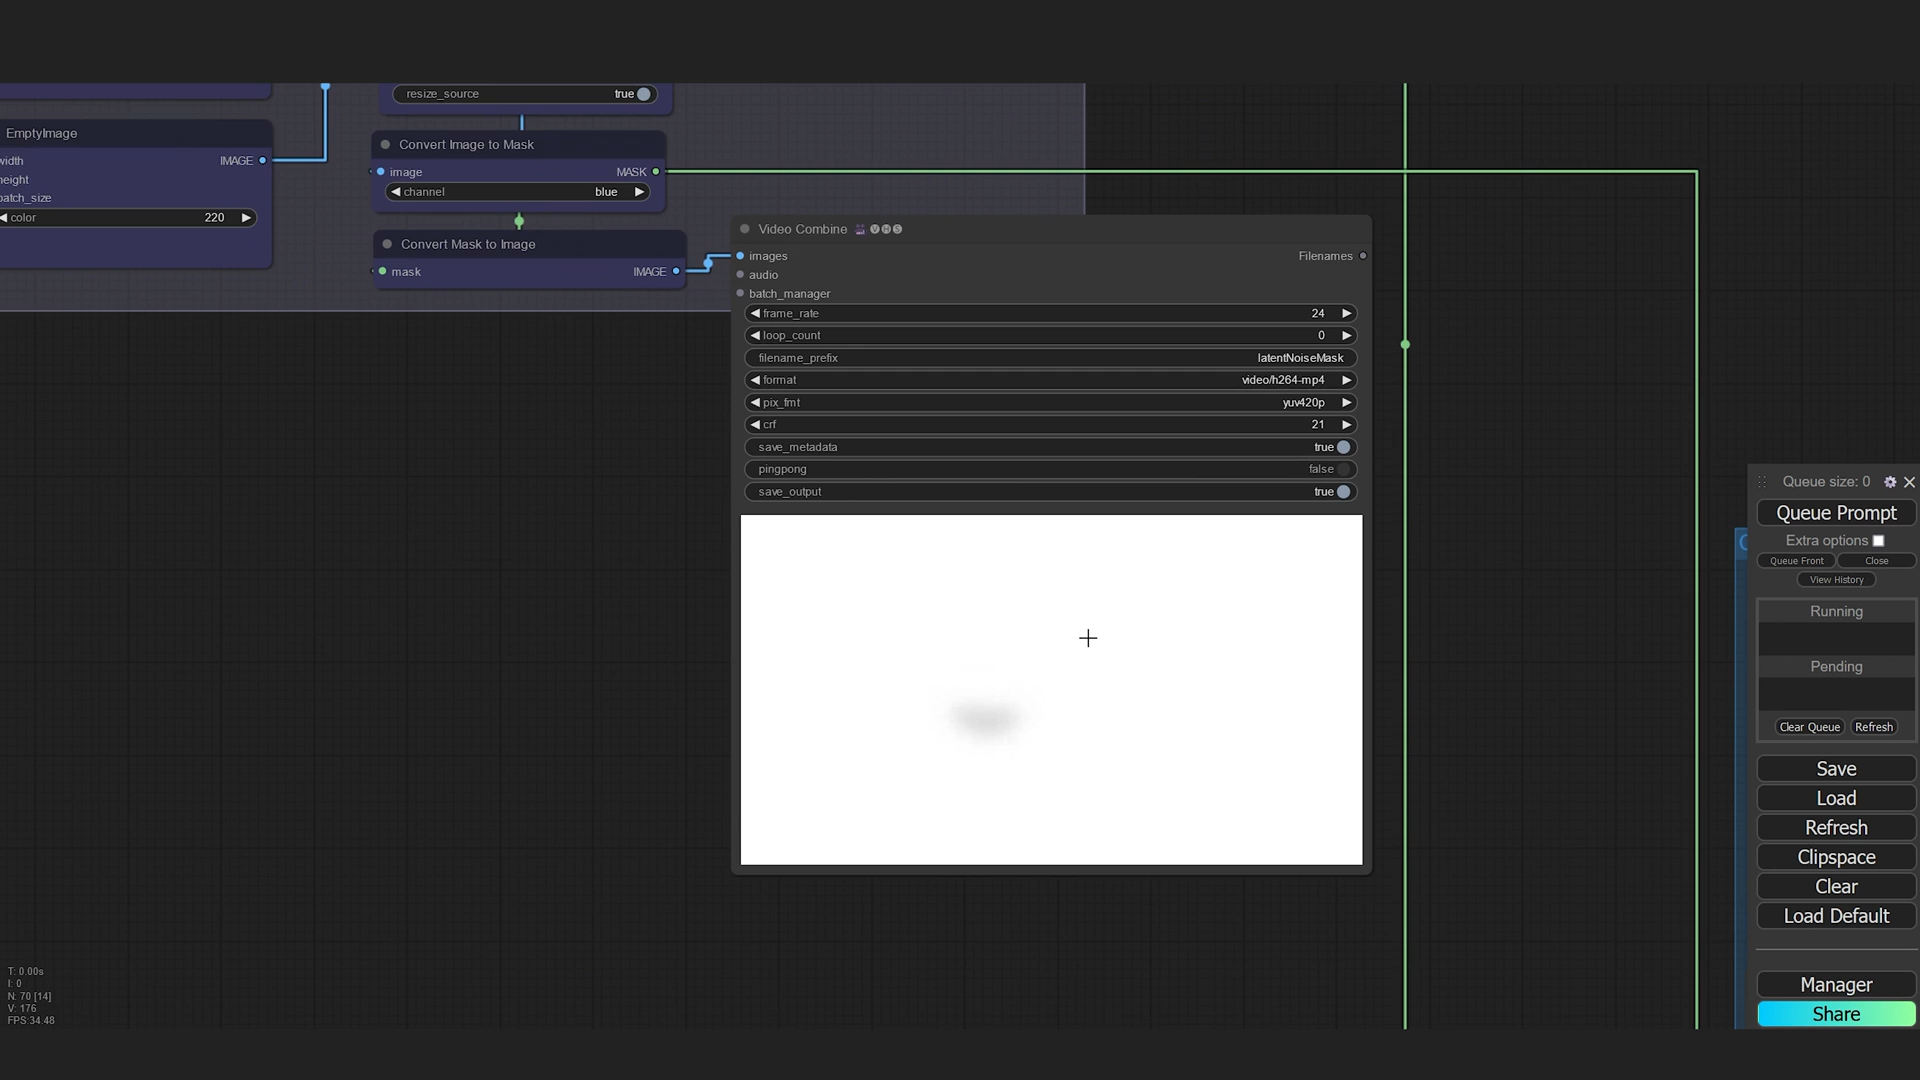 resize_source true
EmptyImage
width IMAGE
height
batch_size
color 220
Convert Image to Mask
image MASK
channel blue
Convert Mask to Image
mask IMAGE
Video Combine VHS
images Filenames
audio
batch_manager
frame_rate 24
loop_count 0
filename_prefix latentNoiseMask
format video/h264-mp4
pix_fmt yuv420p
crf 21
save_metadata true
pingpong false
save_output true
Queue size: 0
Queue Prompt
Extra options
Queue Front Close
View History
Running
Pending
Clear Queue Refresh
Save
Load
Refresh
Clipspace
Clear
Load Default
Manager
Share
T: 0.00s
I: 0
N: 70 [14]
V: 176
FPS:34.48